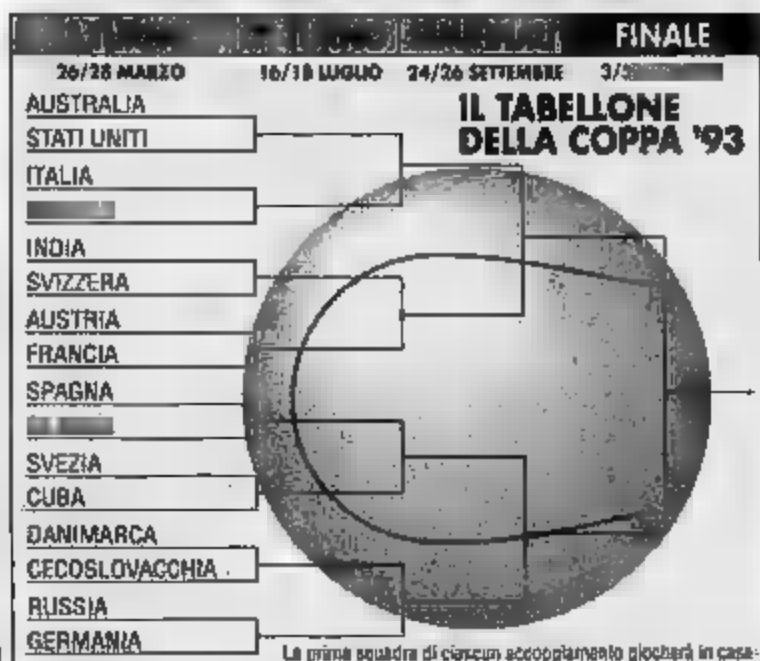 FINALE
26/28 MARZO 16/18 LUGLIO 24/26 SETTEMBRE 3/
IL TABELLONE
DELLA COPPA '93
AUSTRALIA
STATI UNITI
ITALIA
INDIA
SVIZZERA
AUSTRIA
FRANCIA
SPAGNA
SVEZIA
CUBA
DANIMARCA
CECOSLOVACCHIA
RUSSIA
GERMANIA
La prima squadra di ciascun accoppiamento giocherà in casa